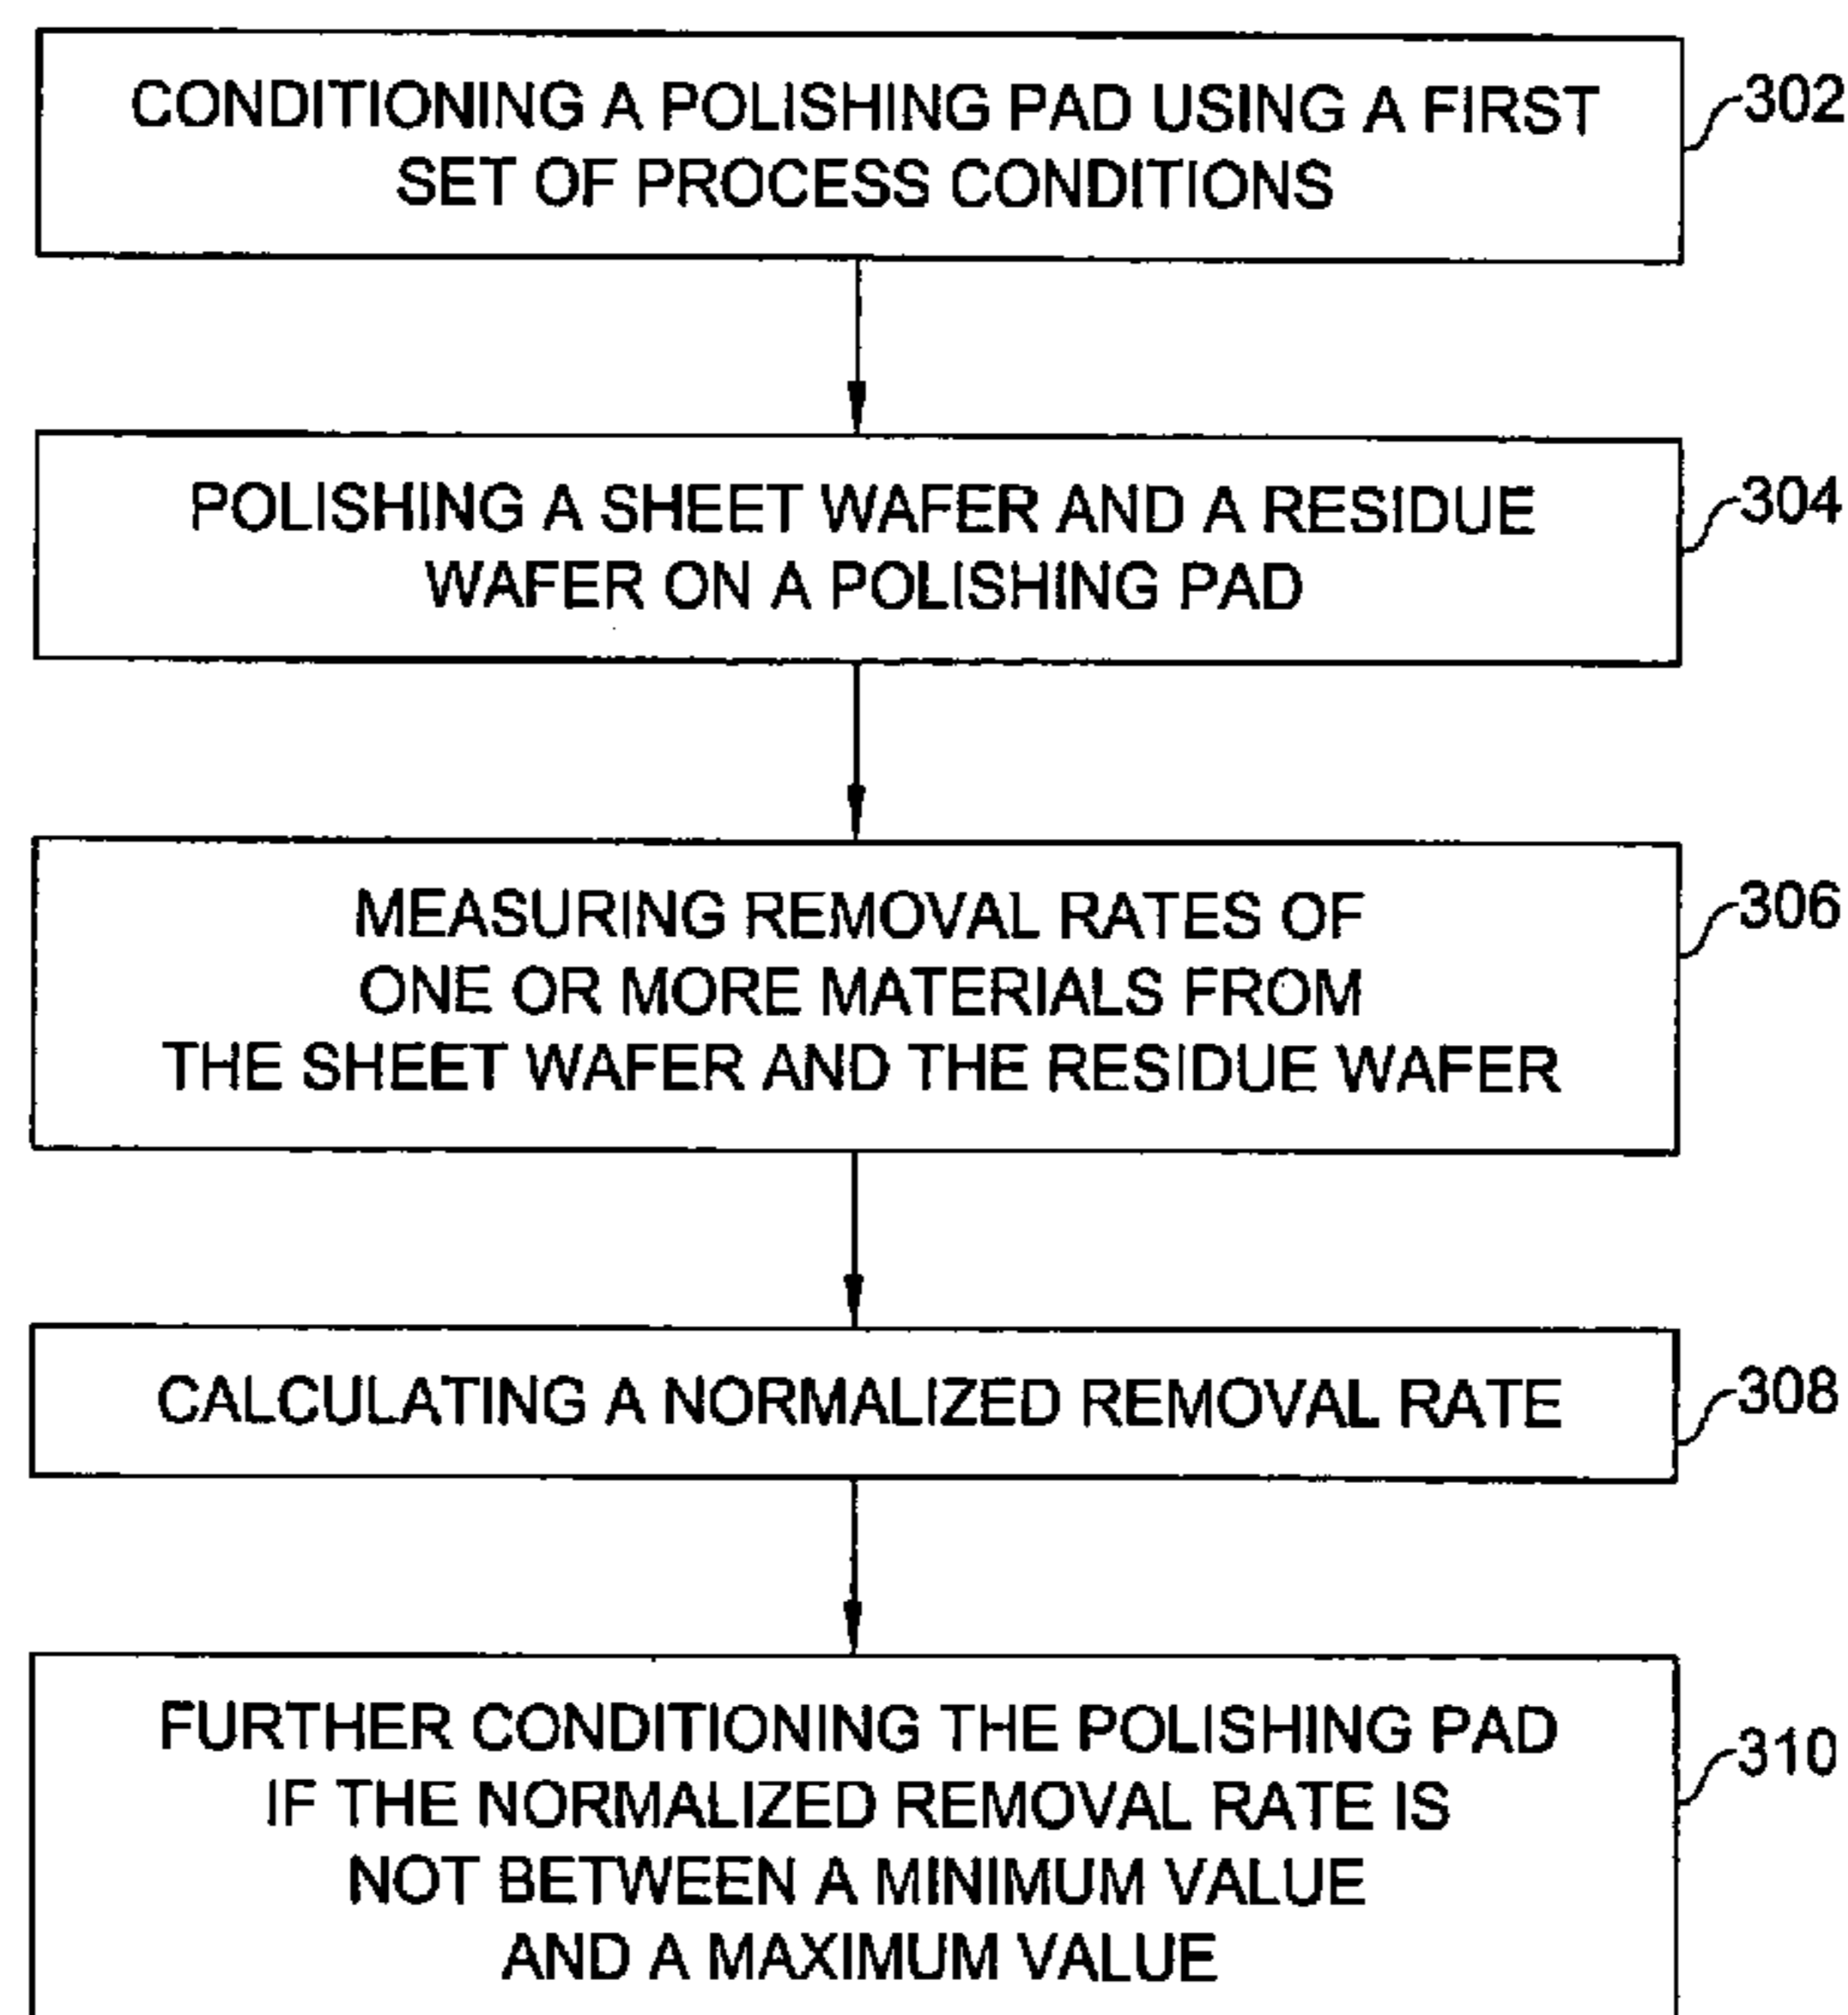 CONDITIONING A POLISHING PAD USING A FIRST
SET OF PROCESS CONDITIONS
302
POLISHING A SHEET WAFER AND A RESIDUE
WAFER ON A POLISHING PAD
304
MEASURING REMOVAL RATES OF
ONE OR MORE MATERIALS FROM
THE SHEET WAFER AND THE RESIDUE WAFER
306
CALCULATING A NORMALIZED REMOVAL RATE
308
FURTHER CONDITIONING THE POLISHING PAD
IF THE NORMALIZED REMOVAL RATE IS
NOT BETWEEN A MINIMUM VALUE
AND A MAXIMUM VALUE
310